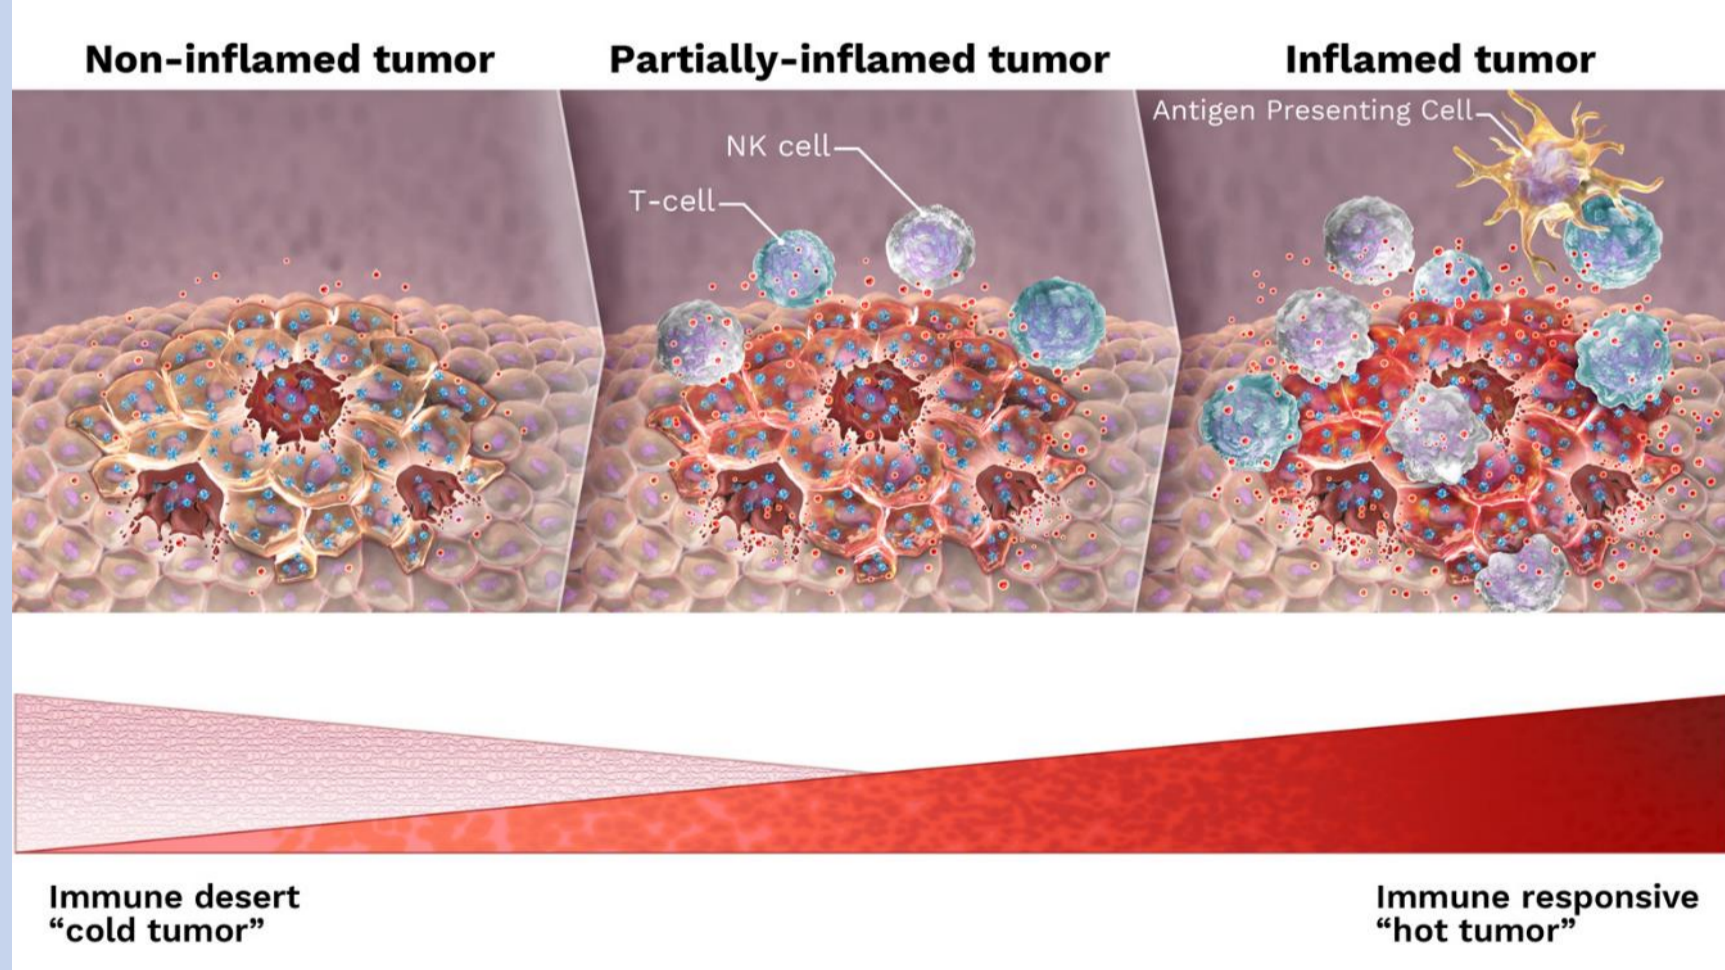 Non-inflamed tumor
Partially-inflamed tumor
Inflamed tumor
Antigen Presenting Cell
NK cell
T-cell
Immune desert
“cold tumor”
Immune responsive
“hot tumor”